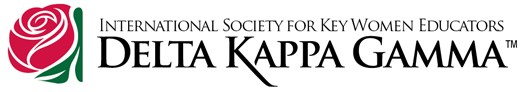 INTERNATIONAL SOCIETY FOR KEY WOMEN EDUCATORS
DELTA KAPPA GAMMA™